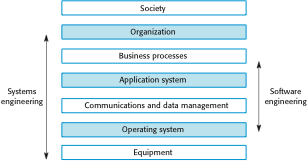 Society
Organization
Business processes
Application system
Communications and data management
Operating system
Equipment
Systems
engineering
Software
engineering